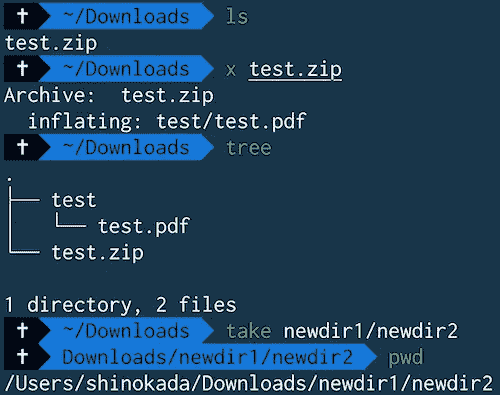 ✝ ~/Downloads ls
test.zip
✝ ~/Downloads x test.zip
Archive:  test.zip
  inflating: test/test.pdf
✝ ~/Downloads tree
.
├── test
│   └── test.pdf
└── test.zip
1 directory, 2 files
✝ ~/Downloads take newdir1/newdir2
✝ Downloads/newdir1/newdir2 pwd
/Users/shinokada/Downloads/newdir1/newdir2